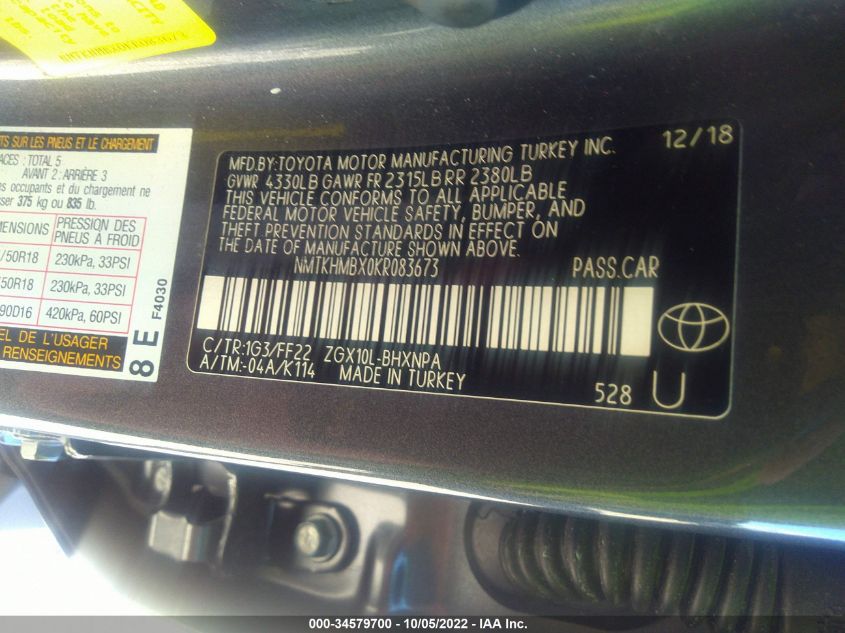 NMTKHMBX0KR083673
TS SUR LES PNEUS ET LE CHARGEMENT
ACES : TOTAL 5
AVANT 2 : ARRIÈRE 3
es occupants et du chargement
ser 375 kg ou 835 lb.
MENSIONS PRESSION DES PNEUS À FROID
/50R18 230kPa, 33PSI
/50R18 230kPa, 33PSI
90D16 420kPa, 60PSI
EL DE L'USAGER
RENSEIGNEMENTS
8 E F4030
12/18
MFD.BY:TOYOTA MOTOR MANUFACTURING TURKEY INC.
GVWR 4330LB GAWR FR 2315LB RR 2380LB
THIS VEHICLE CONFORMS TO ALL APPLICABLE
FEDERAL MOTOR VEHICLE SAFETY, BUMPER, AND
THEFT PREVENTION STANDARDS IN EFFECT ON
THE DATE OF MANUFACTURE SHOWN ABOVE.
NMTKHMBX0KR083673 PASS.CAR
C/TR:1G3/FF22 ZGX10L-BHXNPA
A/TM:-04A/K114 MADE IN TURKEY
528 U
000-34579700 - 10/05/2022 - IAA Inc.